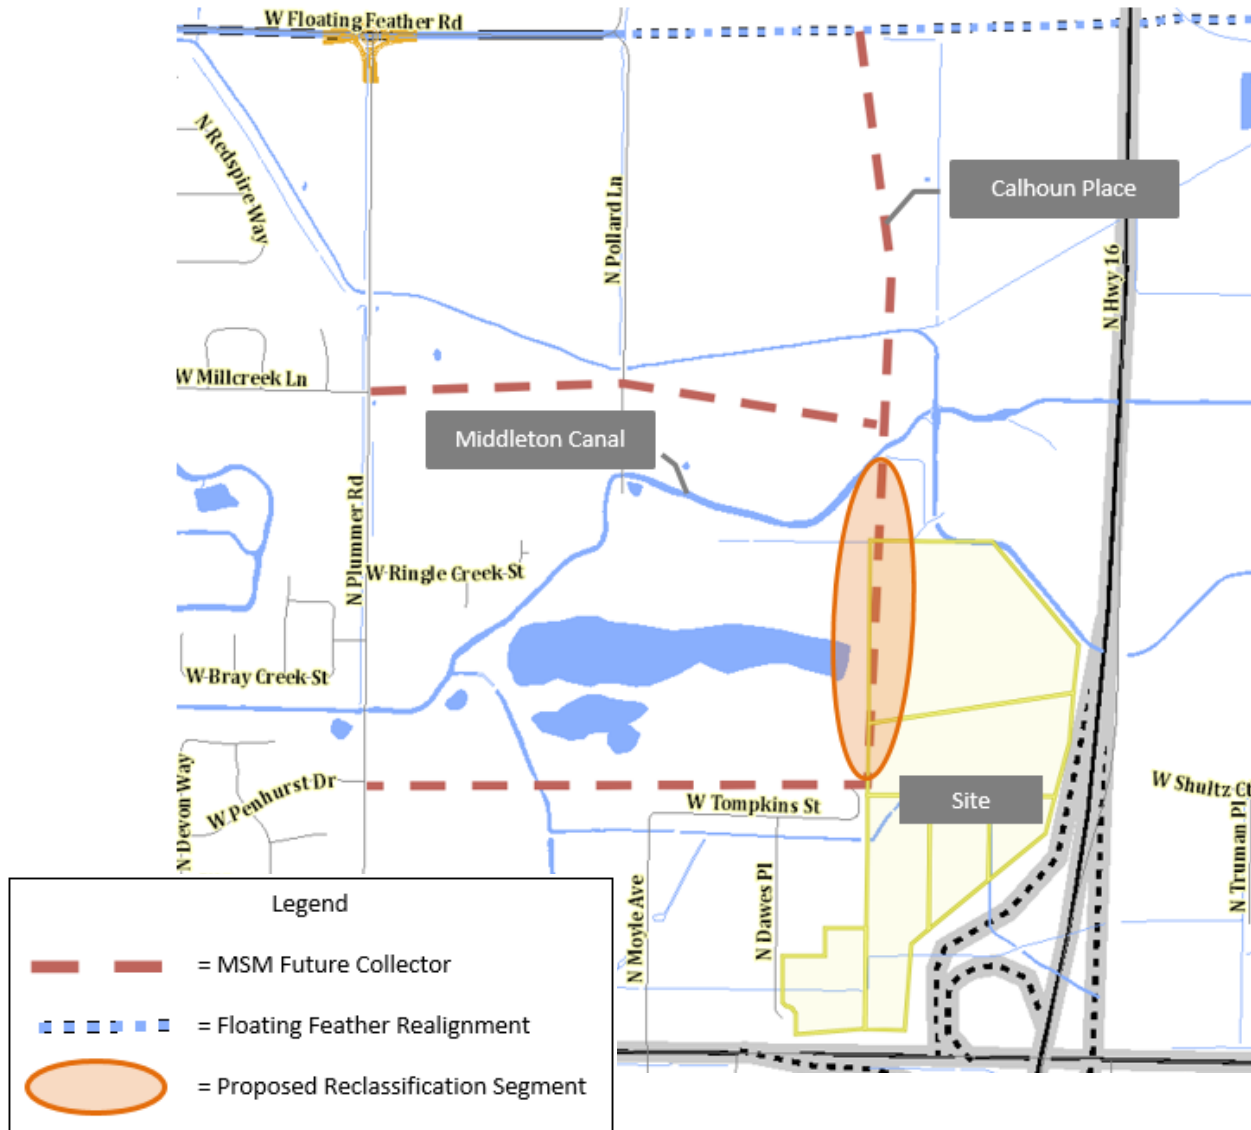 W Floating Feather Rd
N Redspire Way
N Pollard Ln
Calhoun Place
N Hwy 16
W Millcreek Ln
Middleton Canal
N Plummer Rd
W Ringle Creek St
W Bray Creek St
N Devon Way
W Penhurst Dr
W Tompkins St
Site
W Shultz Ct
N Truman Pl
N Moyle Ave
N Dawes Pl
Legend
= MSM Future Collector
= Floating Feather Realignment
= Proposed Reclassification Segment